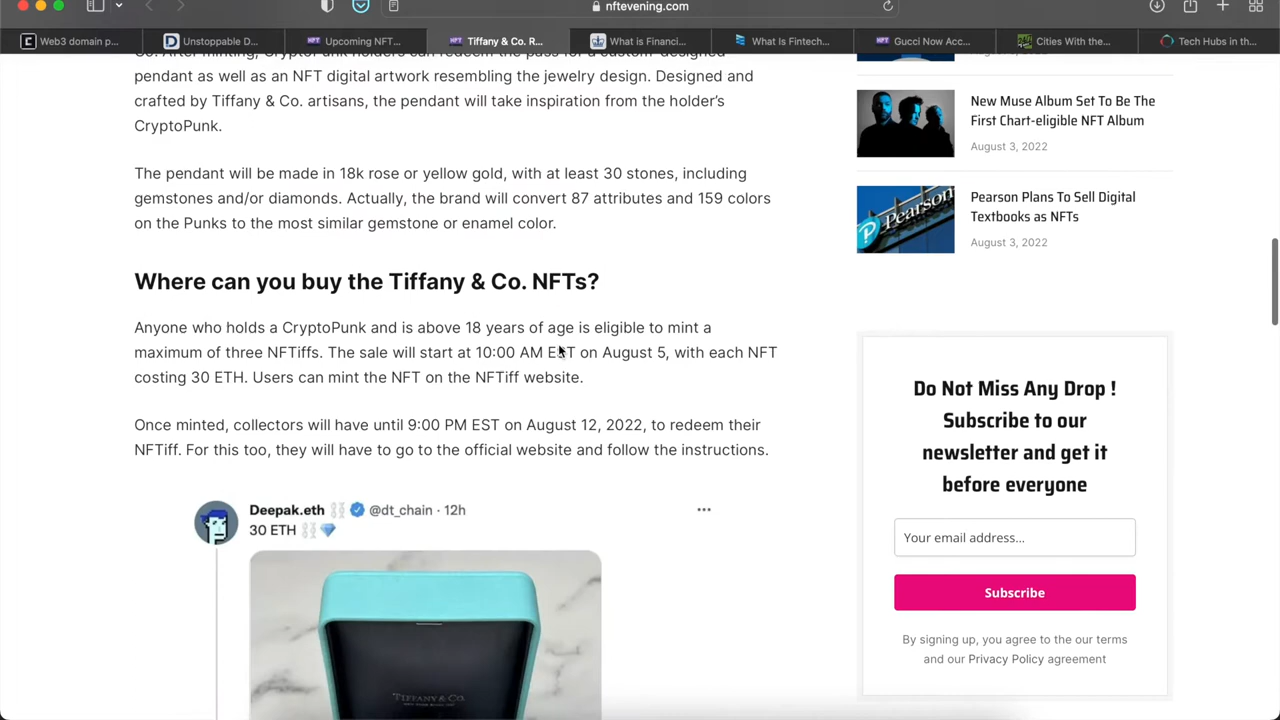 nftevening.com
Web3 domain p...
Unstoppable D...
Upcoming NFT...
Tiffany & Co. R...
What is Financi...
What Is Fintech...
Gucci Now Acc...
Cities With the...
Tech Hubs in th...
pendant as well as an NFT digital artwork resembling the jewelry design. Designed and
crafted by Tiffany & Co. artisans, the pendant will take inspiration from the holder's
CryptoPunk.
The pendant will be made in 18k rose or yellow gold, with at least 30 stones, including
gemstones and/or diamonds. Actually, the brand will convert 87 attributes and 159 colors
on the Punks to the most similar gemstone or enamel color.
Where can you buy the Tiffany & Co. NFTs?
Anyone who holds a CryptoPunk and is above 18 years of age is eligible to mint a
maximum of three NFTiffs. The sale will start at 10:00 AM EST on August 5, with each NFT
costing 30 ETH. Users can mint the NFT on the NFTiff website.
Once minted, collectors will have until 9:00 PM EST on August 12, 2022, to redeem their
NFTiff. For this too, they will have to go to the official website and follow the instructions.
Deepak.eth @dt_chain · 12h
30 ETH
TIFFANY & CO.
New Muse Album Set To Be The
First Chart-eligible NFT Album
August 3, 2022
Pearson
Pearson Plans To Sell Digital
Textbooks as NFTs
August 3, 2022
Do Not Miss Any Drop !
Subscribe to our
newsletter and get it
before everyone
Your email address...
Subscribe
By signing up, you agree to the our terms
and our Privacy Policy agreement